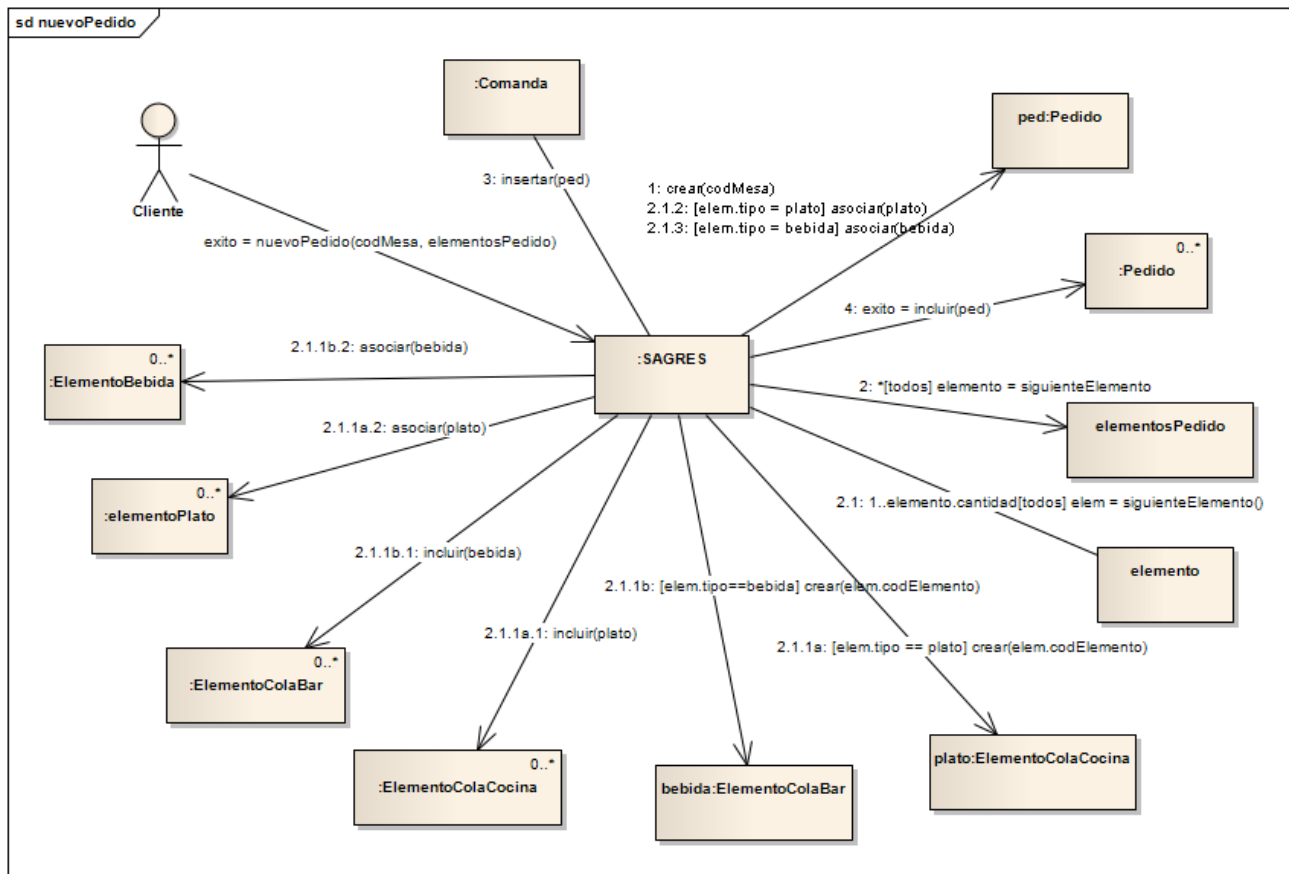 sd nuevoPedido
:Comanda
ped:Pedido
Cliente
3: insertar(ped)
1: crear(codMesa)
2.1.2: [elem.tipo = plato] asociar(plato)
2.1.3: [elem.tipo = bebida] asociar(bebida)
exito = nuevoPedido(codMesa, elementosPedido)
0..*
:Pedido
4: exito = incluir(ped)
:SAGRES
2.1.1b.2: asociar(bebida)
0..*
:ElementoBebida
2: *[todos] elemento = siguienteElemento
elementosPedido
2.1.1a.2: asociar(plato)
0..*
:elementoPlato
2.1: 1..elemento.cantidad[todos] elem = siguienteElemento()
elemento
2.1.1b.1: incluir(bebida)
2.1.1b: [elem.tipo==bebida] crear(elem.codElemento)
2.1.1a.1: incluir(plato)
2.1.1a: [elem.tipo == plato] crear(elem.codElemento)
0..*
:ElementoColaBar
0..*
:ElementoColaCocina
bebida:ElementoColaBar
plato:ElementoColaCocina